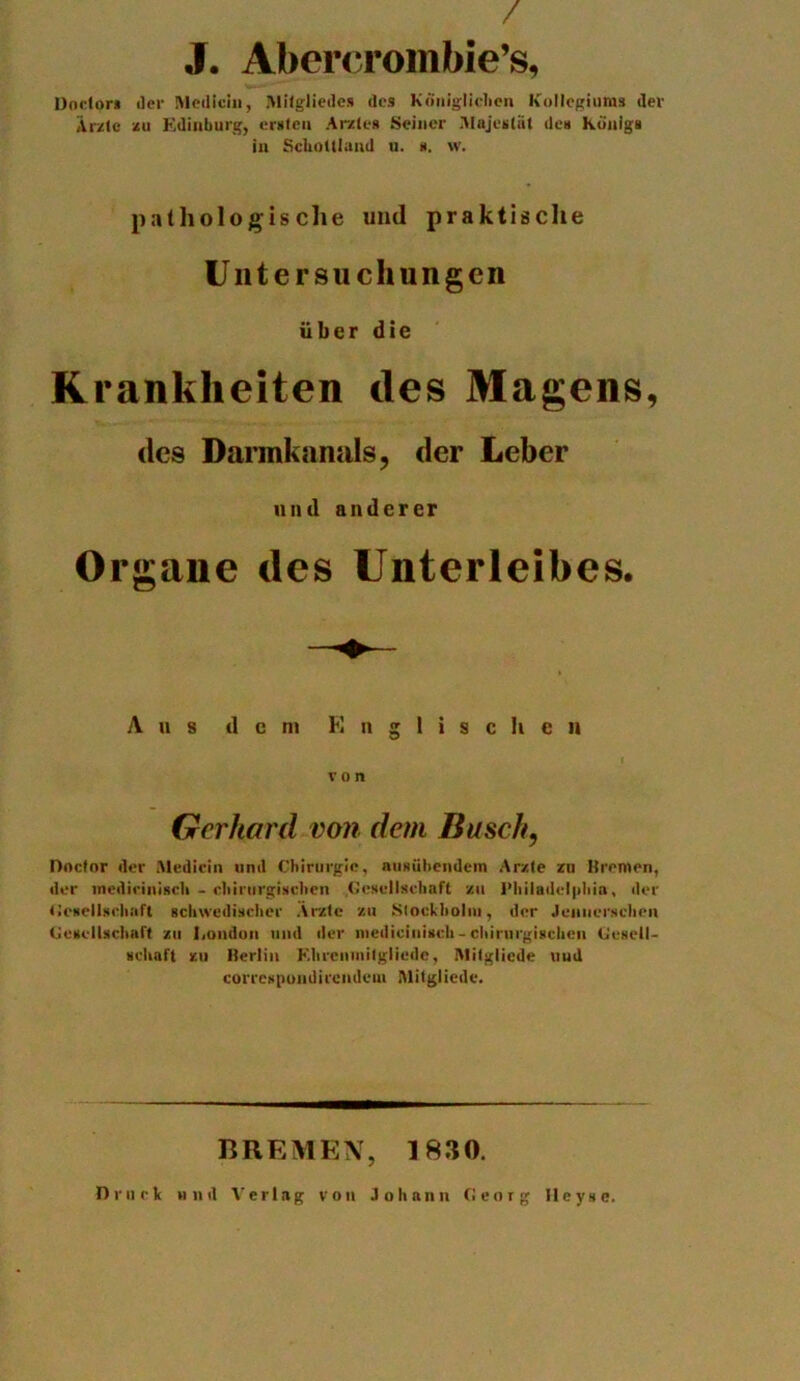 J. Abercrombie's,
Doctors der Medicin, Mitgliedes des Königlichen Kollegiums der
Ärzte zu Edinburg, ersten Arztes Seiner Majestät des Königs
in Schottland u. s. w.
pathologische und praktische
Untersuchungen
über die
Krankheiten des Magens,
des Darmkanals, der Leber
und anderer
Organe des Unterleibes.
Aus dem Englischen
von
Gerhard von dem Busch,
Doctor der Medicin und Chirurgie, ausübendem Arzte zu Bremen,
der medicinisch - chirurgischen Gesellschaft zu Philadelphia, der
Gesellschaft schwedischer Ärzte zu Stockholm, der Jennerschen
Gesellschaft zu London und der medicinisch-chirurgischen Gesell-
schaft zu Berlin Ehrenmitgliede, Mitgliede und
correspondirendem Mitgliede.
BREMEN, 1830.
Druck und Verlag von Johann Georg Heyse.